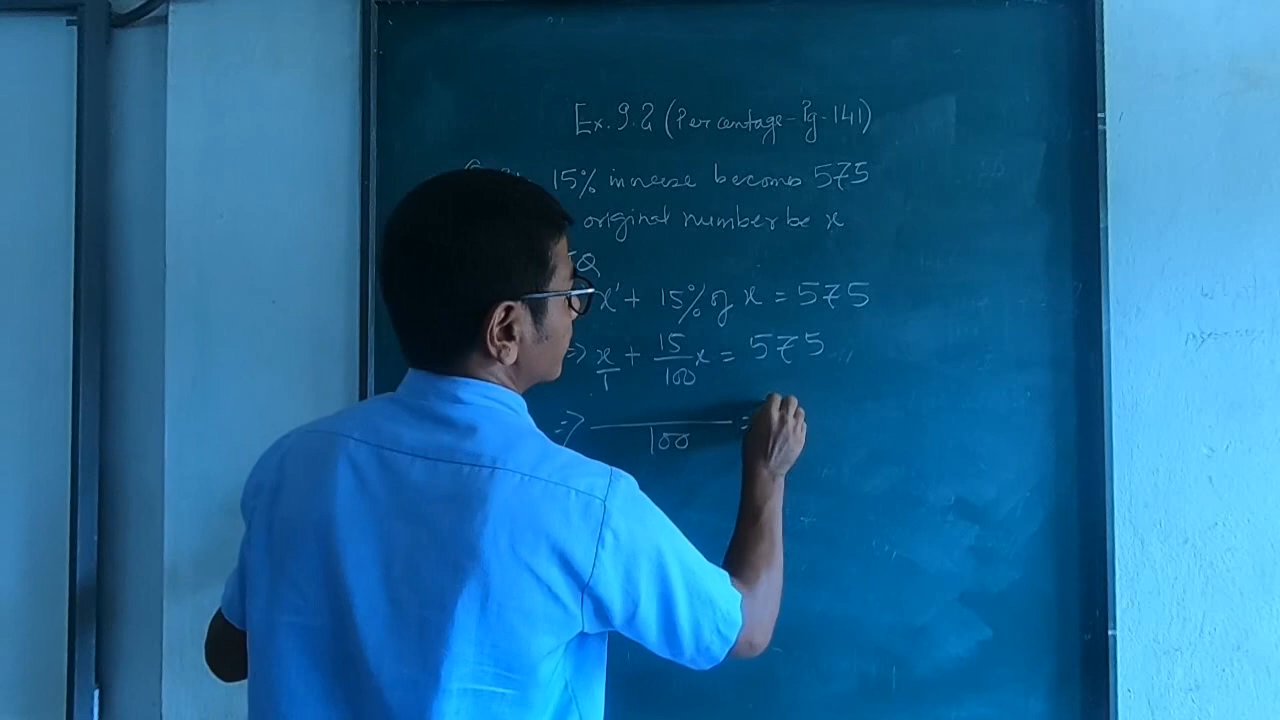 Ex. 9.2 (Percentage - Pg - 141)
15% increase becomes 575
original number be x
x + 15% of x = 575
⇒ x/1 + 15/100 x = 575
⇒ /100 =